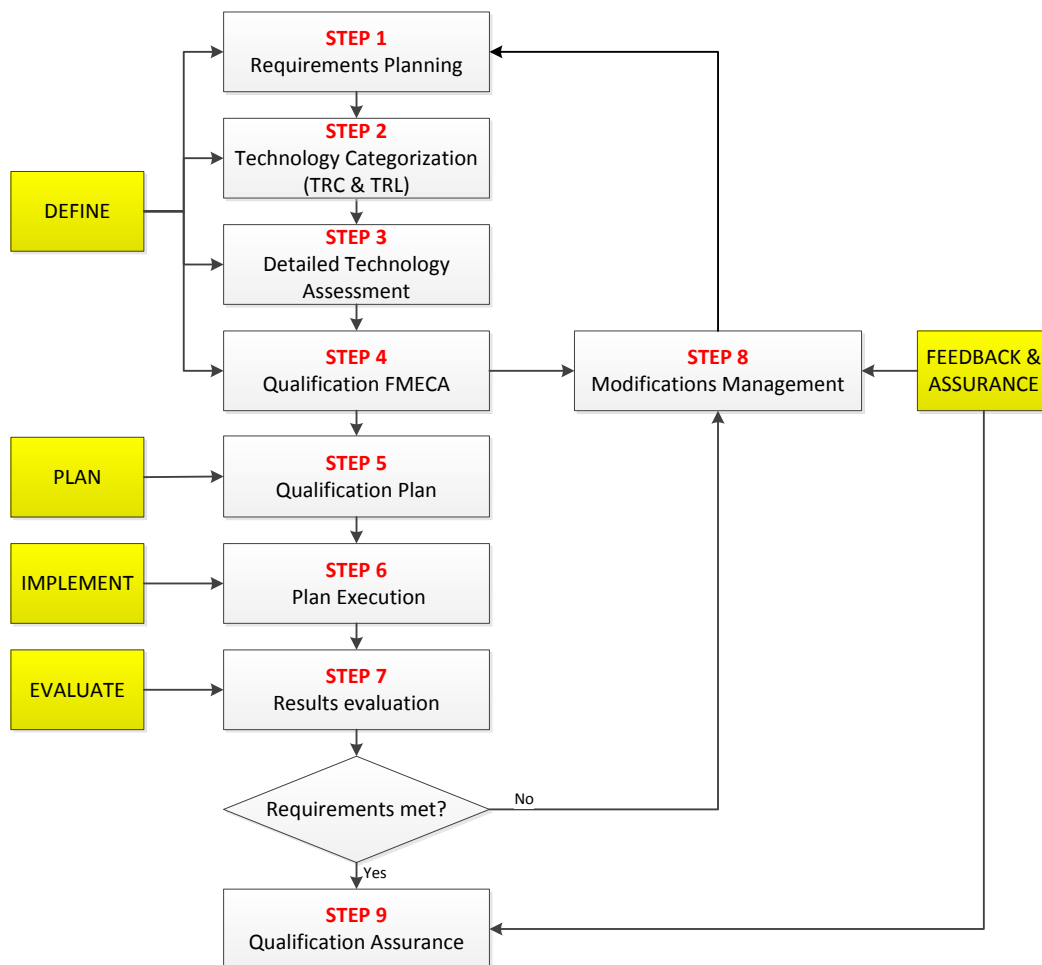 STEP 1
Requirements Planning
STEP 2
Technology Categorization
(TRC & TRL)
DEFINE
STEP 3
Detailed Technology
Assessment
STEP 4
Qualification FMECA
STEP 8
Modifications Management
FEEDBACK &
ASSURANCE
PLAN
STEP 5
Qualification Plan
IMPLEMENT
STEP 6
Plan Execution
EVALUATE
STEP 7
Results evaluation
Requirements met?
No
Yes
STEP 9
Qualification Assurance